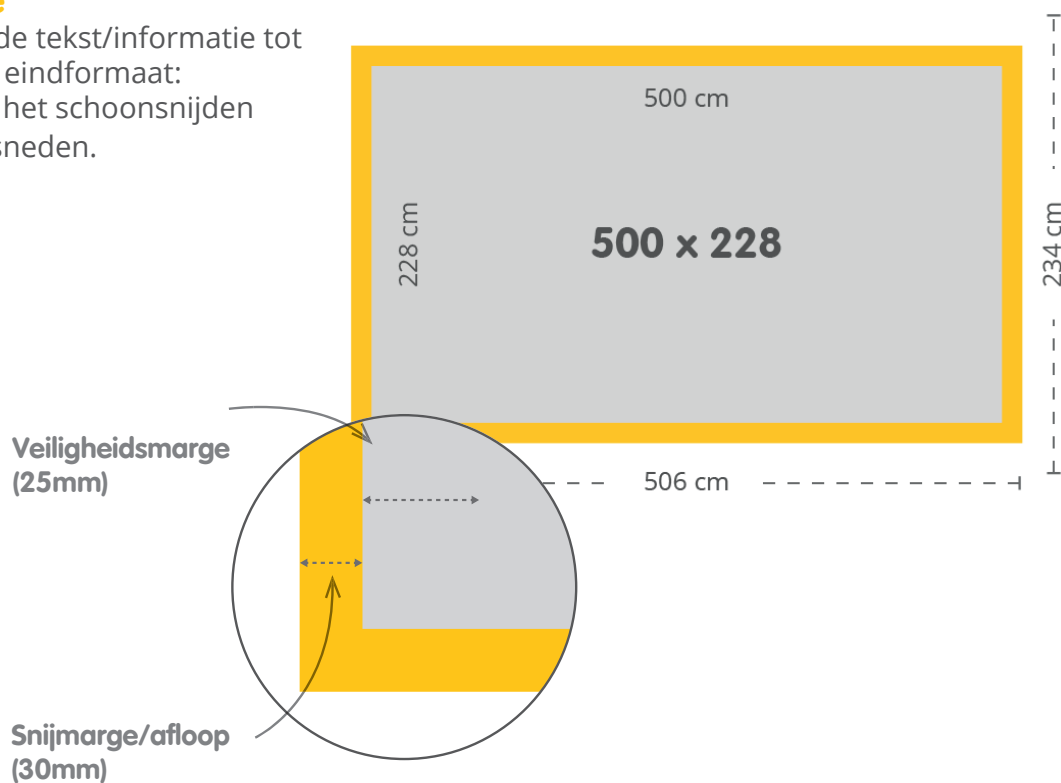 de tekst/informatie tot
eindformaat:
het schoonsnijden
sneden.
500 cm
228 cm
500 x 228
234 cm
506 cm
Veiligheidsmarge
(25mm)
Snijmarge/afloop
(30mm)